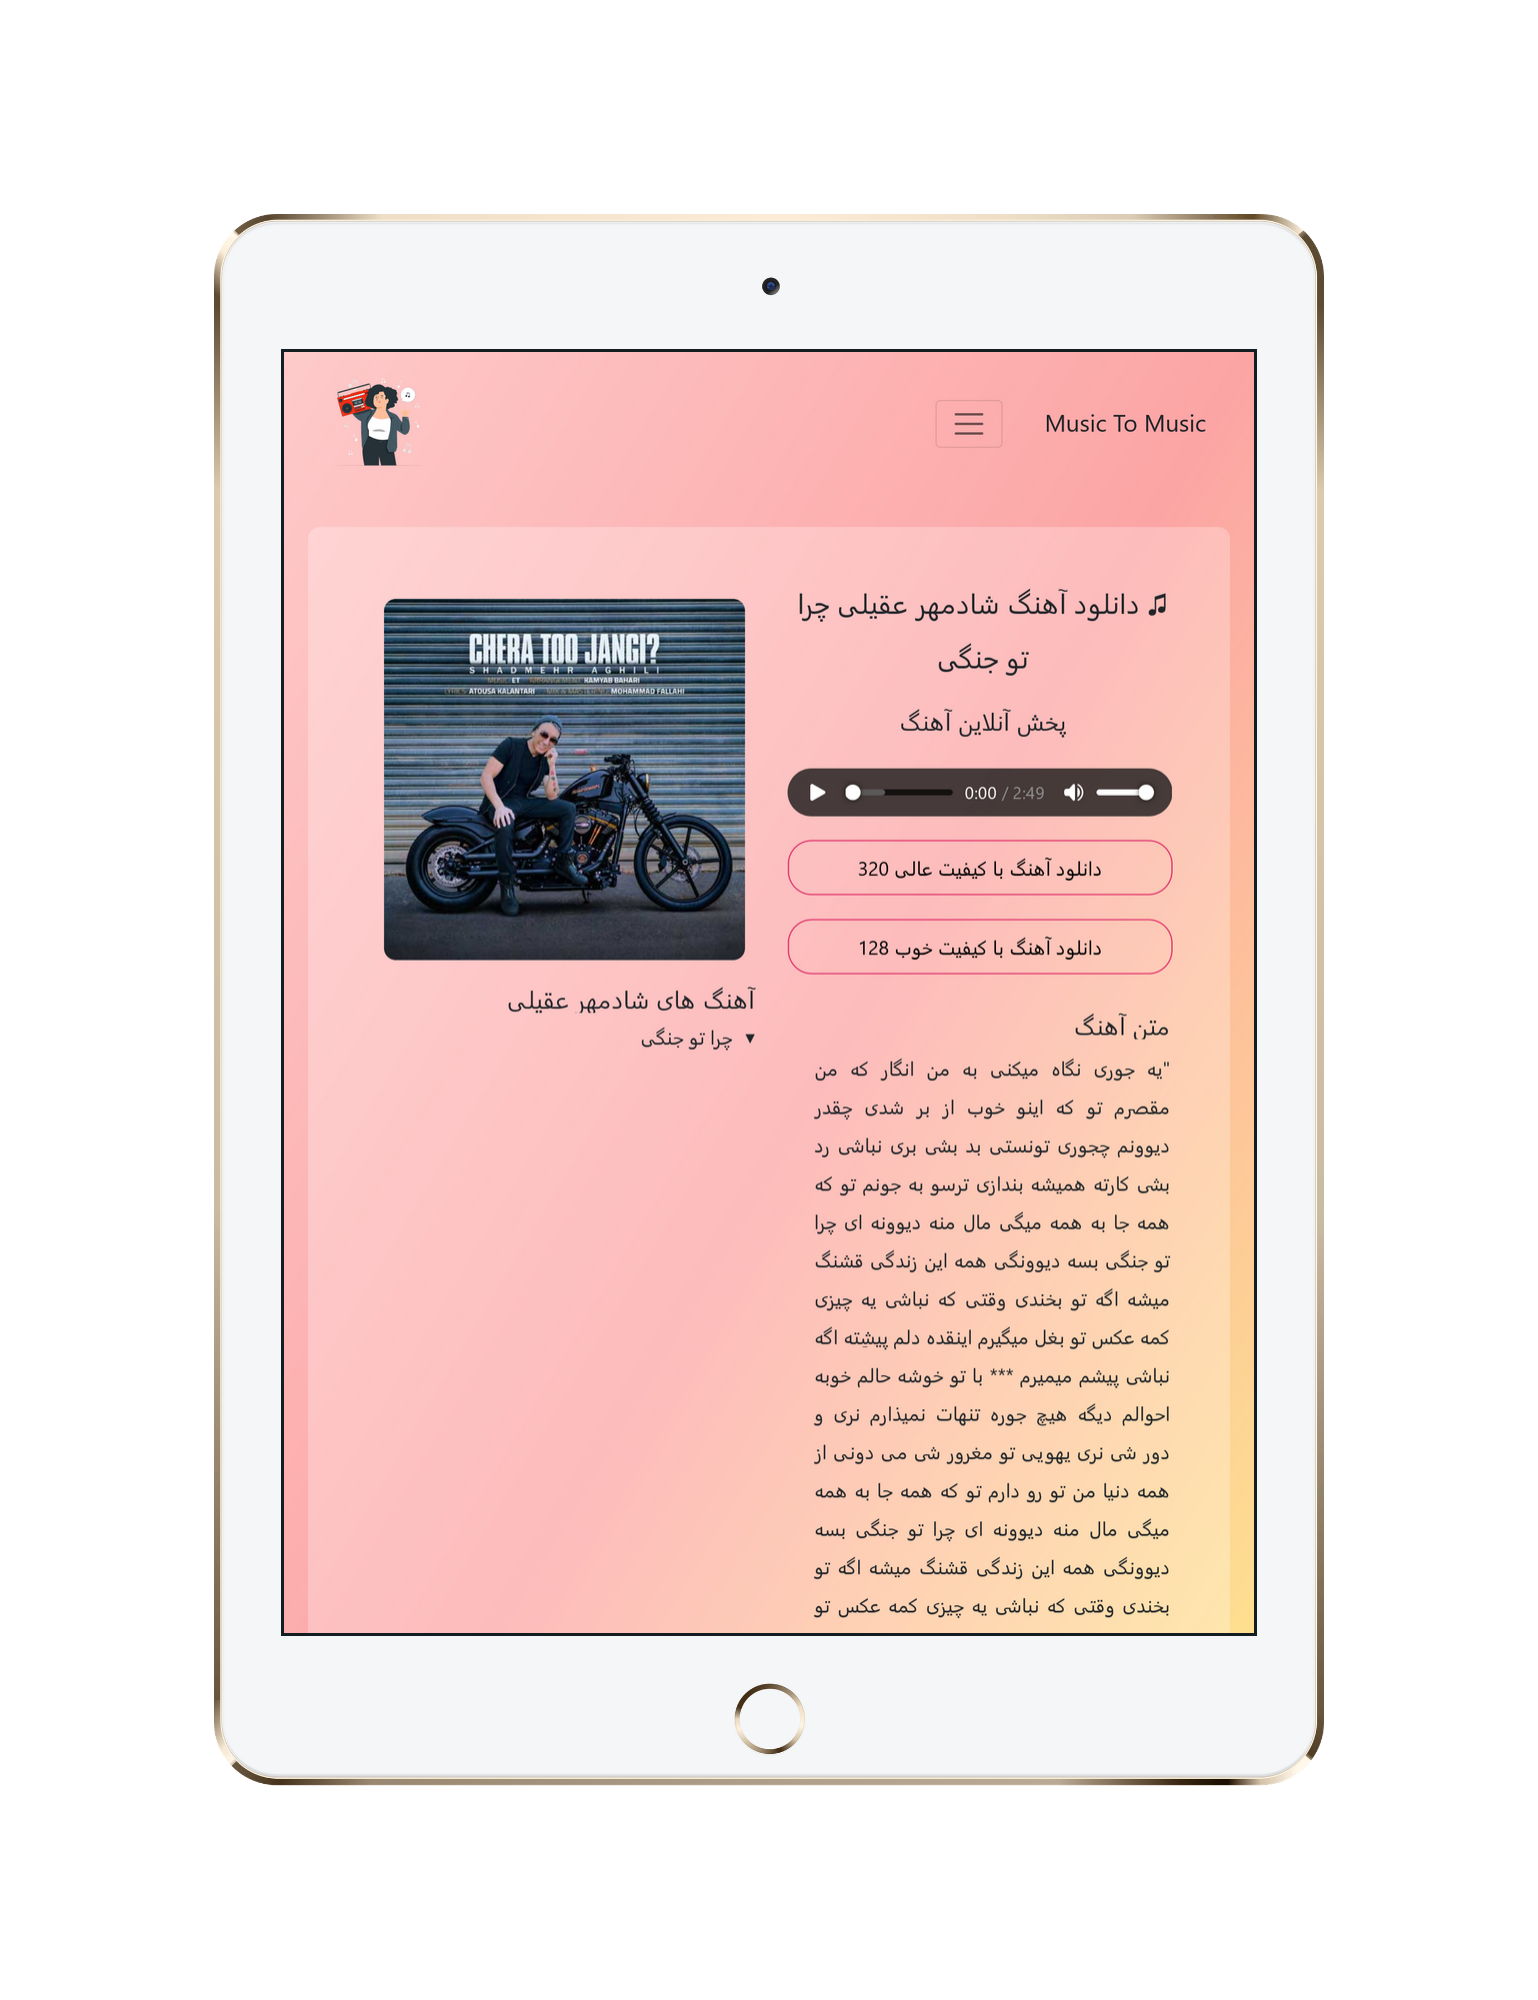 Music To Music
دانلود آهنگ شادمهر عقیلی چرا
تو جنگی
پخش آنلاین آهنگ
0:00 / 2:49
دانلود آهنگ با کیفیت عالی 320
دانلود آهنگ با کیفیت خوب 128
متن آهنگ
"یه جوری نگاه میکنی به من انگار که من
مقصرم تو که اینو خوب از بر شدی چقدر
دیوونم چجوری تونستی بد بشی بری نباشی رد
بشی کارته همیشه بندازی ترسو به جونم تو که
همه جا به همه میگی مال منه دیوونه ای چرا
تو جنگی بسه دیوونگی همه این زندگی قشنگ
میشه اگه تو بخندی وقتی که نباشی یه چیزی
کمه عکس تو بغل میگیرم اینقده دلم پیشِته اگه
نباشی پیشم میمیرم *** با تو خوشه حالم خوبه
احوالم دیگه هیچ جوره تنهات نمیذارم نری و
دور شی نری یهویی تو مغرور شی می دونی از
همه دنیا من تو رو دارم تو که همه جا به همه
میگی مال منه دیوونه ای چرا تو جنگی بسه
دیوونگی همه این زندگی قشنگ میشه اگه تو
بخندی وقتی که نباشی یه چیزی کمه عکس تو
CHERA TOO JANGI?
SHADMEHR AGHILI
MUSIC: ET ARRANGEMENT: KAMYAB BAHARI
LYRICS: ATOUSA KALANTARI MIX & MASTERING: MOHAMMAD FALLAHI
آهنگ های شادمهر عقیلی
▾ چرا تو جنگی